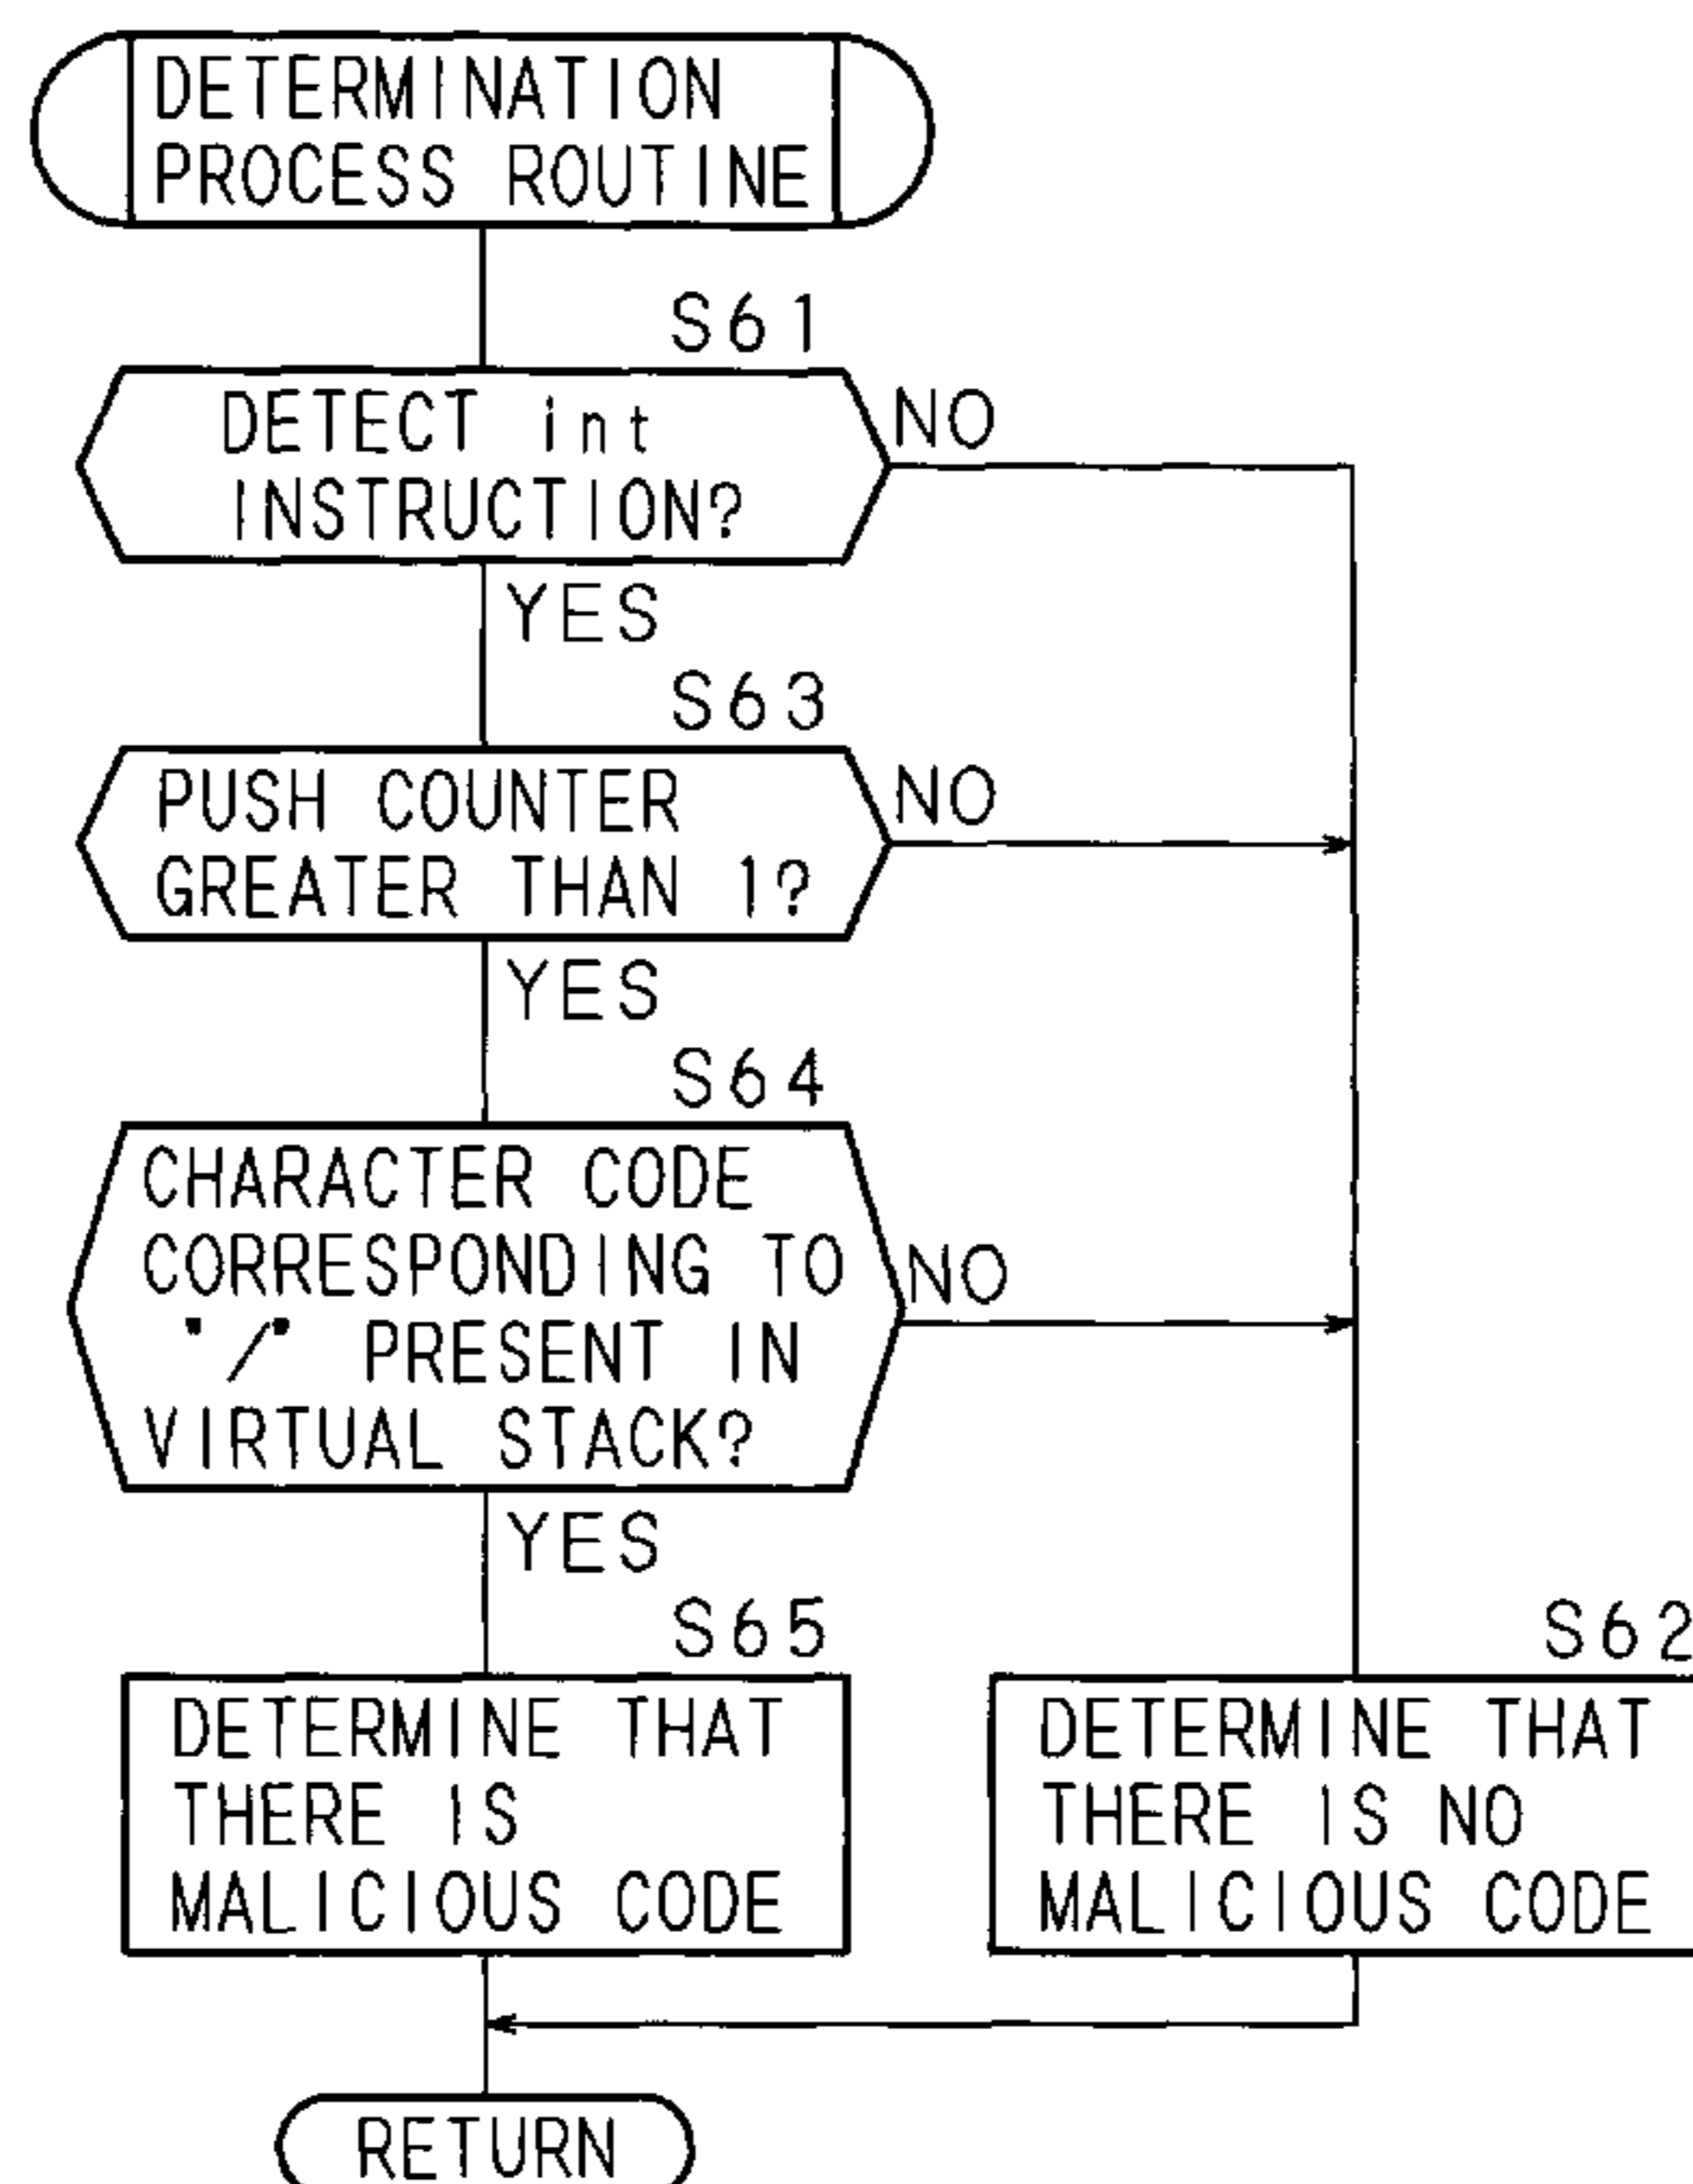 DETERMINATION
PROCESS ROUTINE
S61
DETECT int
INSTRUCTION?
NO
YES
S63
PUSH COUNTER
GREATER THAN 1?
NO
YES
S64
CHARACTER CODE
CORRESPONDING TO
"/" PRESENT IN
VIRTUAL STACK?
NO
YES
S65
DETERMINE THAT
THERE IS
MALICIOUS CODE
S62
DETERMINE THAT
THERE IS NO
MALICIOUS CODE
RETURN